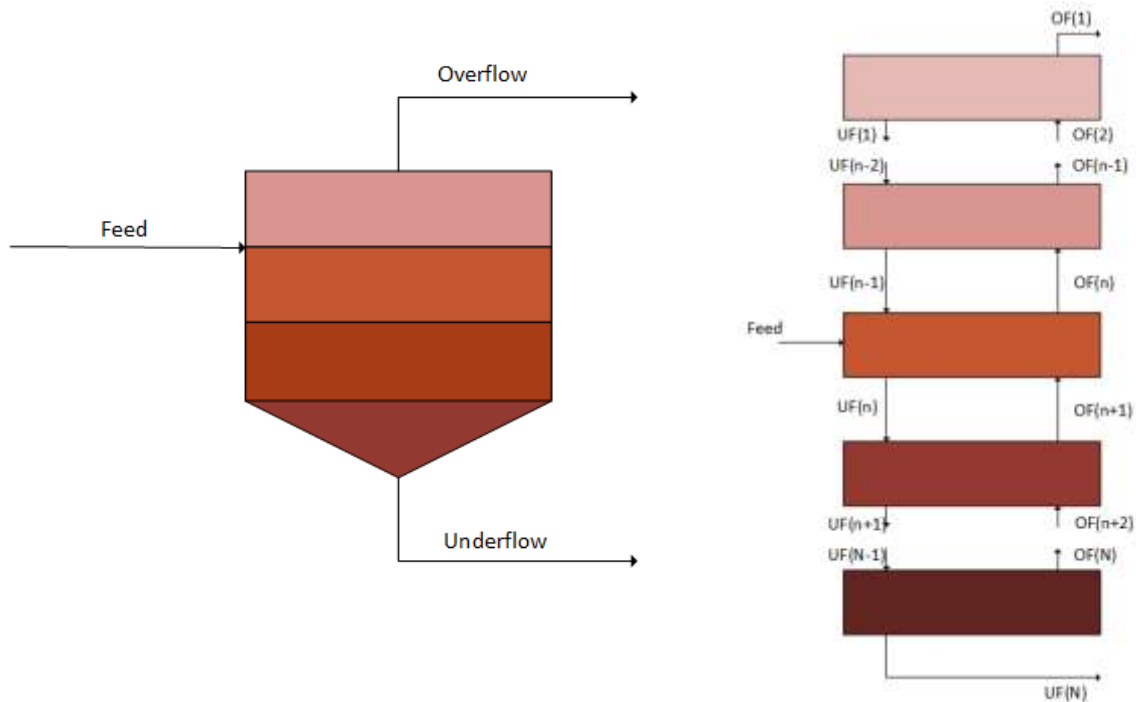 Overflow
Feed
Underflow
OF(1)
UF(1)
OF(2)
UF(n-2)
OF(n-1)
UF(n-1)
OF(n)
Feed
UF(n)
OF(n+1)
UF(n+1)
OF(n+2)
UF(N-1)
OF(N)
UF(N)